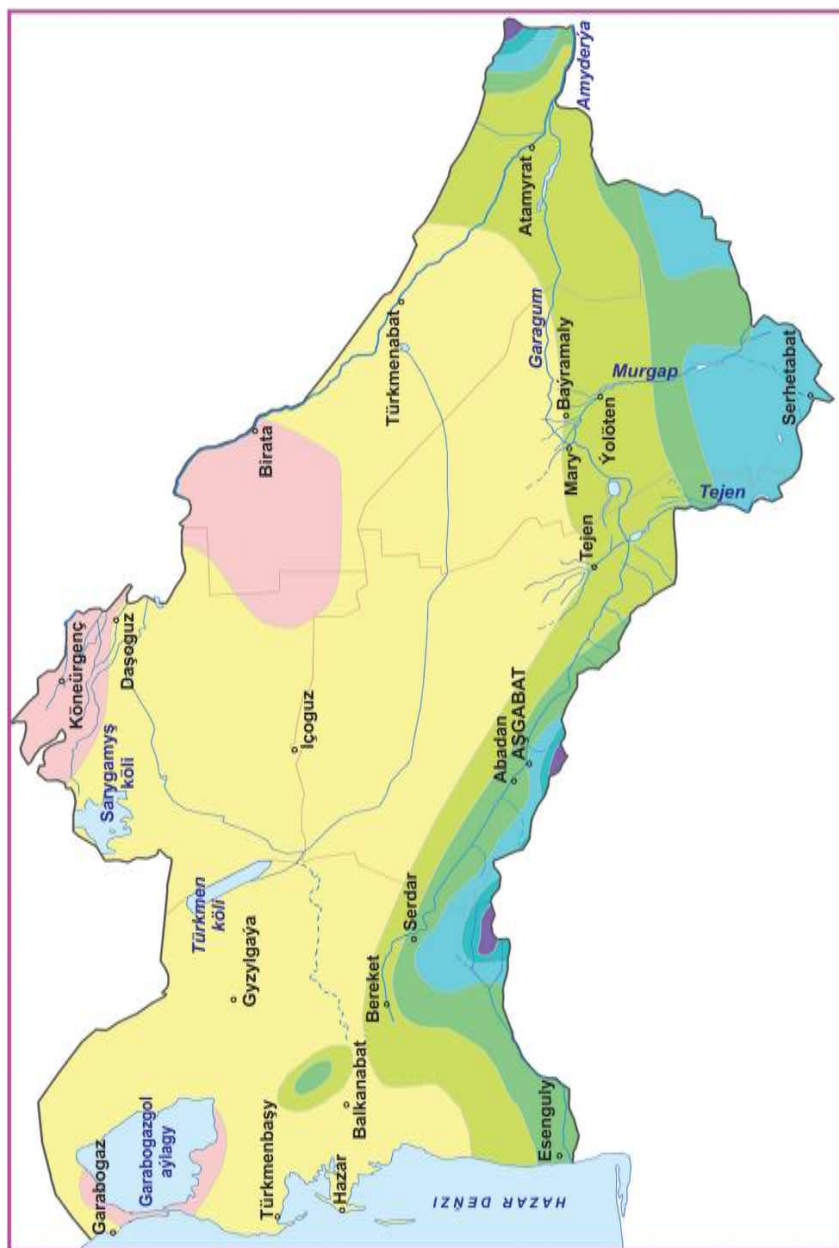 Garabogaz
Garabogazgol
aýlagy
Türkmenbaşy
Hazar
HAZAR DEŇZI
Balkanabat
Esenguly
Gyzylgaýa
Bereket
Serdar
Türkmen
köli
Sarygamyş
köli
Köneürgenç
Daşoguz
Içoguz
Abadan
AŞGABAT
Tejen
Birata
Türkmenabat
Mary
Baýramaly
Ýolöten
Garagum
Murgap
Tejen
Serhetabat
Atamyrat
Amyderýa